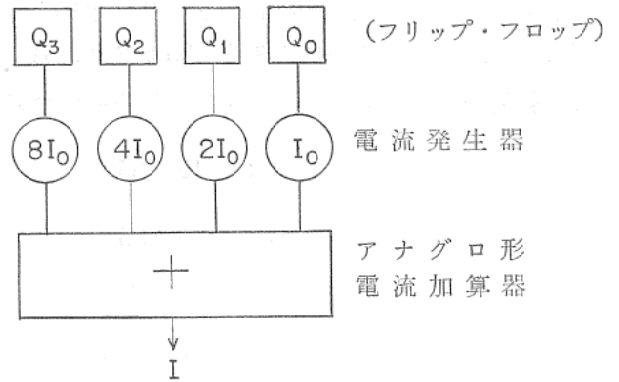 Q₃ Q₂ Q₁ Q₀ (フリップ・フロップ)
8I₀ 4I₀ 2I₀ I₀ 電流発生器
アナグロ形
+ 電流加算器
I